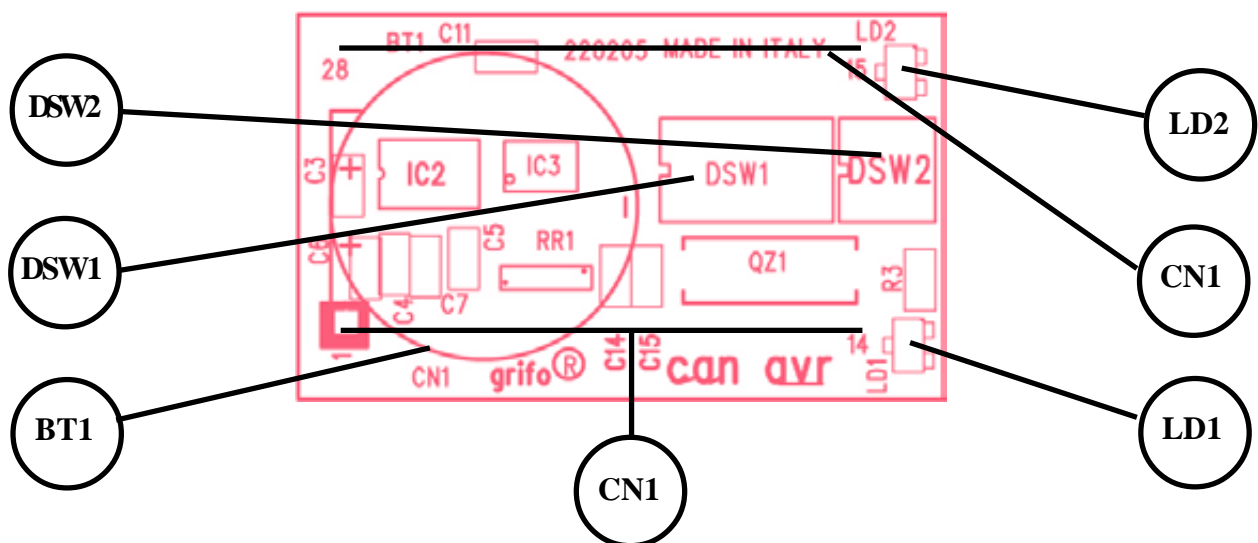 C11
BT1
220205 MADE IN ITALY
LD2
28
15
DSW2
LD2
C3
IC2
IC3
DSW1
DSW2
DSW1
C6
C5
RR1
QZ1
R3
CN1
C4
C7
1
C14
C15
14
LD1
BT1
CN1
grifo®
can avr
LD1
CN1